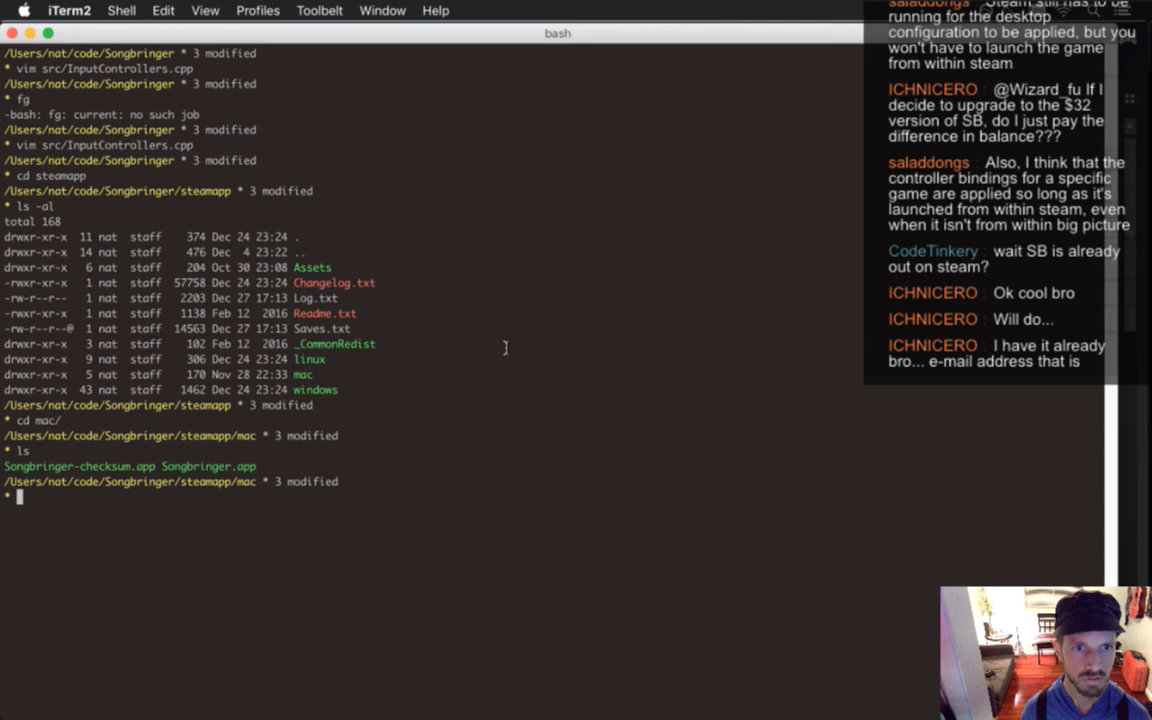 iTerm2 Shell Edit View Profiles Toolbelt Window Help
bash
/Users/nat/code/Songbringer * 3 modified
* vim src/InputControllers.cpp
/Users/nat/code/Songbringer * 3 modified
* fg
-bash: fg: current: no such job
/Users/nat/code/Songbringer * 3 modified
* vim src/InputControllers.cpp
/Users/nat/code/Songbringer * 3 modified
* cd steamapp
/Users/nat/code/Songbringer/steamapp * 3 modified
* ls -al
total 168
drwxr-xr-x 11 nat staff 374 Dec 24 23:24 .
drwxr-xr-x 14 nat staff 476 Dec 4 23:22 ..
drwxr-xr-x 6 nat staff 204 Oct 30 23:08 Assets
-rwxr-xr-x 1 nat staff 57758 Dec 24 23:24 Changelog.txt
-rw-r--r-- 1 nat staff 2203 Dec 27 17:13 Log.txt
-rwxr-xr-x 1 nat staff 1138 Feb 12 2016 Readme.txt
-rw-r--r--@ 1 nat staff 14563 Dec 27 17:13 Saves.txt
drwxr-xr-x 3 nat staff 102 Feb 12 2016 _CommonRedist
drwxr-xr-x 9 nat staff 306 Dec 24 23:24 linux
drwxr-xr-x 5 nat staff 170 Nov 28 22:33 mac
drwxr-xr-x 43 nat staff 1462 Dec 24 23:24 windows
/Users/nat/code/Songbringer/steamapp * 3 modified
* cd mac/
/Users/nat/code/Songbringer/steamapp/mac * 3 modified
* ls
Songbringer-checksum.app Songbringer.app
/Users/nat/code/Songbringer/steamapp/mac * 3 modified
*
saladdongs : Steam still has to be
running for the desktop
configuration to be applied, but you
won't have to launch the game
from within steam
ICHNICERO : @Wizard_fu If I
decide to upgrade to the $32
version of SB, do I just pay the
difference in balance???
saladdongs : Also, I think that the
controller bindings for a specific
game are applied so long as it's
launched from within steam, even
when it isn't from within big picture
CodeTinkery : wait SB is already
out on steam?
ICHNICERO : Ok cool bro
ICHNICERO : Will do...
ICHNICERO : I have it already
bro... e-mail address that is